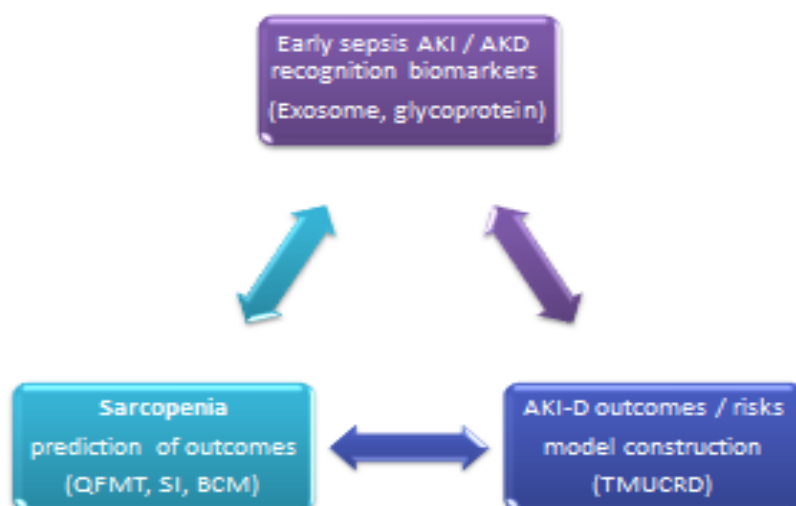 Early sepsis AKI / AKD
recognition biomarkers
(Exosome, glycoprotein)
Sarcopenia
prediction of outcomes
(QFMT, SI, BCM)
AKI-D outcomes / risks
model construction
(TMUCRD)